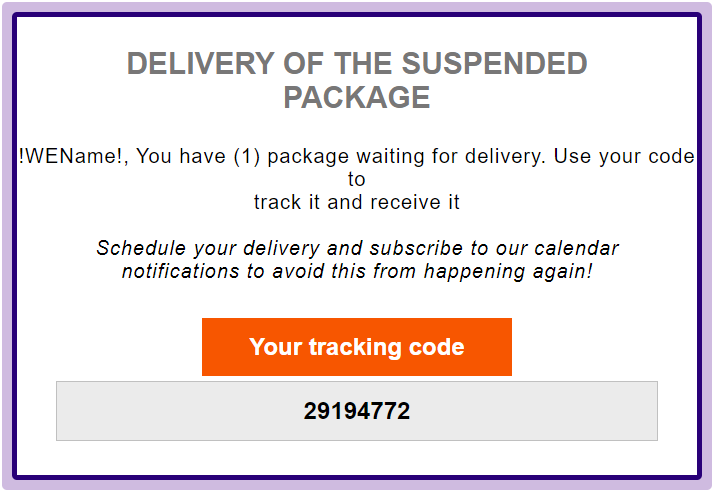 DELIVERY OF THE SUSPENDED
PACKAGE
!WEName!, You have (1) package waiting for delivery. Use your code
to
track it and receive it
Schedule your delivery and subscribe to our calendar
notifications to avoid this from happening again!
Your tracking code
29194772